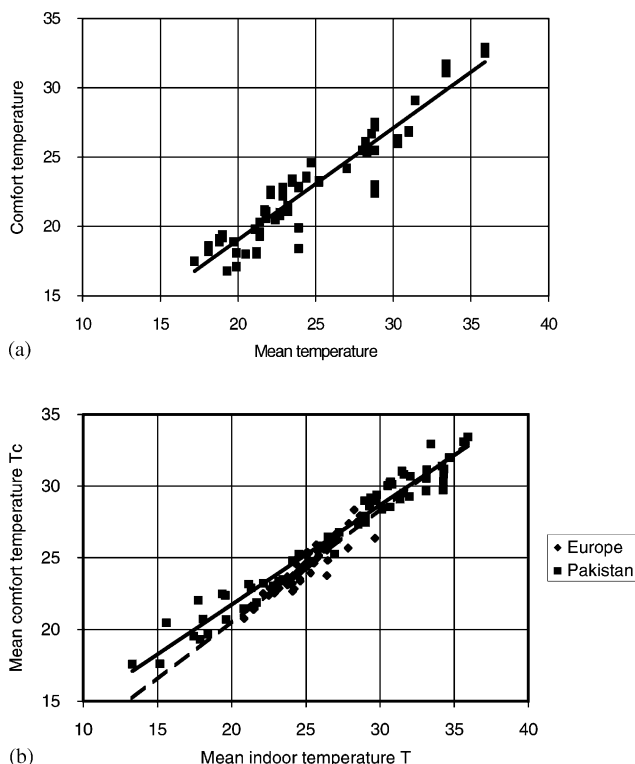 35
30
25
20
15
10 15 20 25 30 35 40
Comfort temperature
Mean temperature
(a)
35
30
25
20
15
10 15 20 25 30 35 40
Mean comfort temperature Tc
Mean indoor temperature T
Europe
Pakistan
(b)